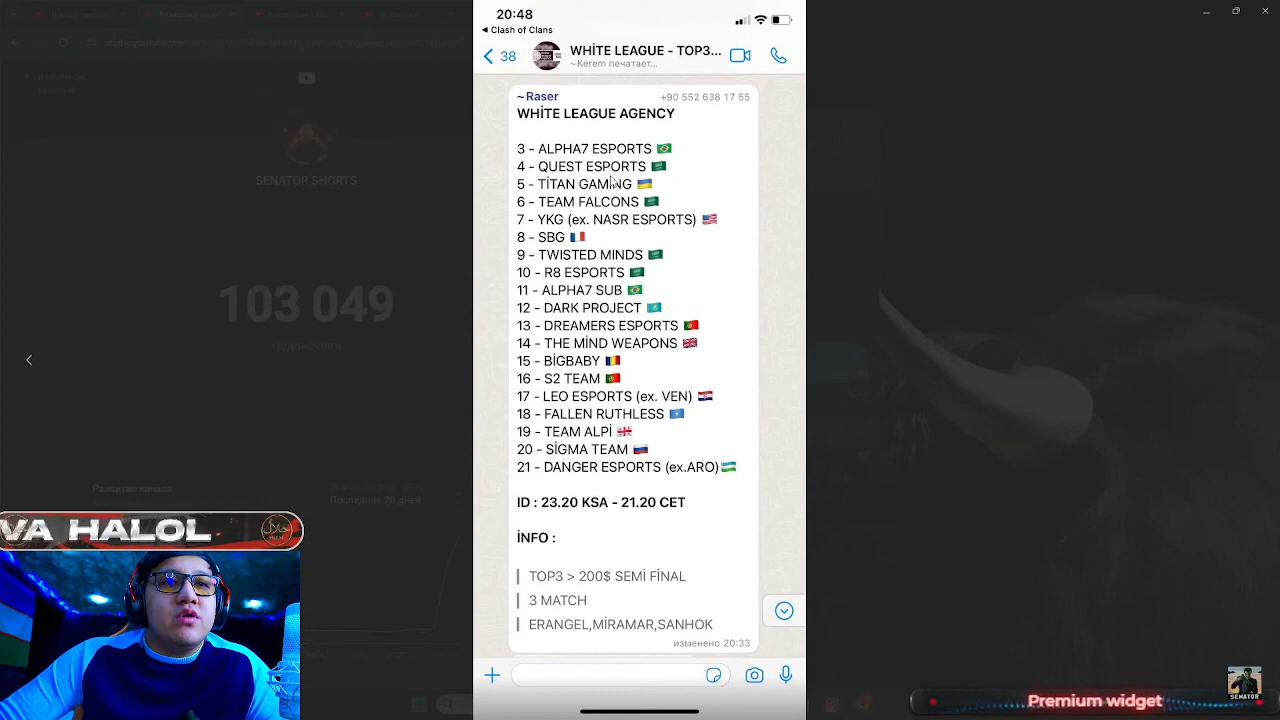 20:48
Clash of Clans
38
WHİTE LEAGUE - TOP3...
~Kerem печатает...
~Raser
+90 552 638 17 55
WHİTE LEAGUE AGENCY
3 - ALPHA7 ESPORTS 🇧🇷
4 - QUEST ESPORTS 🇸🇦
5 - TİTAN GAMİNG 🇺🇦
6 - TEAM FALCONS 🇸🇦
7 - YKG (ex. NASR ESPORTS) 🇺🇸
8 - SBG 🇫🇷
9 - TWISTED MINDS 🇸🇦
10 - R8 ESPORTS 🇸🇦
11 - ALPHA7 SUB 🇧🇷
12 - DARK PROJECT 🇰🇿
13 - DREAMERS ESPORTS 🇵🇹
14 - THE MİND WEAPONS 🇬🇧
15 - BİGBABY 🇷🇴
16 - S2 TEAM 🇵🇹
17 - LEO ESPORTS (ex. VEN) 🇭🇷
18 - FALLEN RUTHLESS 🇸🇴
19 - TEAM ALPİ 🇬🇪
20 - SİGMA TEAM 🇷🇺
21 - DANGER ESPORTS (ex.ARO)🇺🇿
ID : 23.20 KSA - 21.20 CET
İNFO :
TOP3 > 200$ SEMİ FİNAL
3 MATCH
ERANGEL,MİRAMAR,SANHOK
изменено 20:33
SENATOR SHORTS
103 049
Развитие канала
Последние 28 дней
VA HALOL
SENATOR
Premium widget